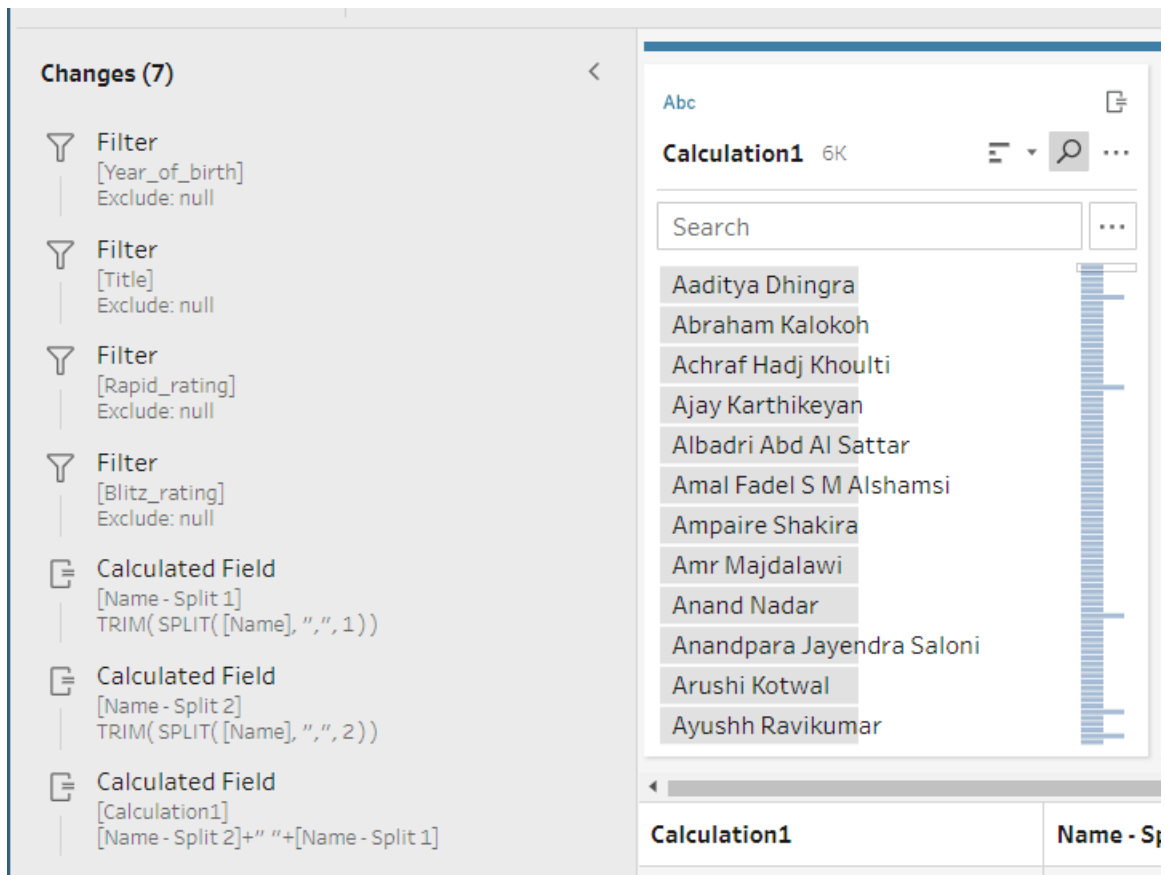 Changes (7)
Filter
[Year_of_birth]
Exclude: null
Filter
[Title]
Exclude: null
Filter
[Rapid_rating]
Exclude: null
Filter
[Blitz_rating]
Exclude: null
Calculated Field
[Name - Split 1]
TRIM( SPLIT( [Name], ",", 1 ) )
Calculated Field
[Name - Split 2]
TRIM( SPLIT( [Name], ",", 2 ) )
Calculated Field
[Calculation1]
[Name - Split 2]+" "+[Name - Split 1]
Abc
Calculation1 6K
Search
Aaditya Dhingra
Abraham Kalokoh
Achraf Hadj Khoulti
Ajay Karthikeyan
Albadri Abd Al Sattar
Amal Fadel S M Alshamsi
Ampaire Shakira
Amr Majdalawi
Anand Nadar
Anandpara Jayendra Saloni
Arushi Kotwal
Ayushh Ravikumar
Calculation1
Name - Sp